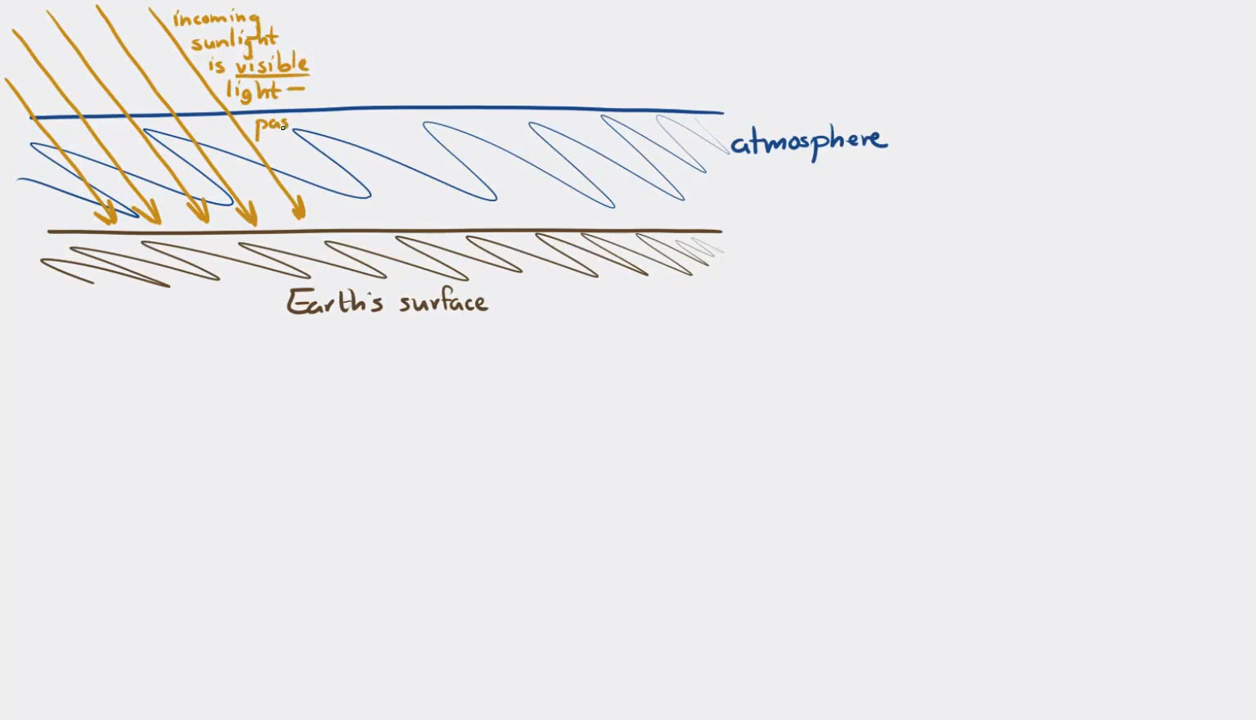 incoming
sunlight
is visible
light –
pas
atmosphere
Earth's surface